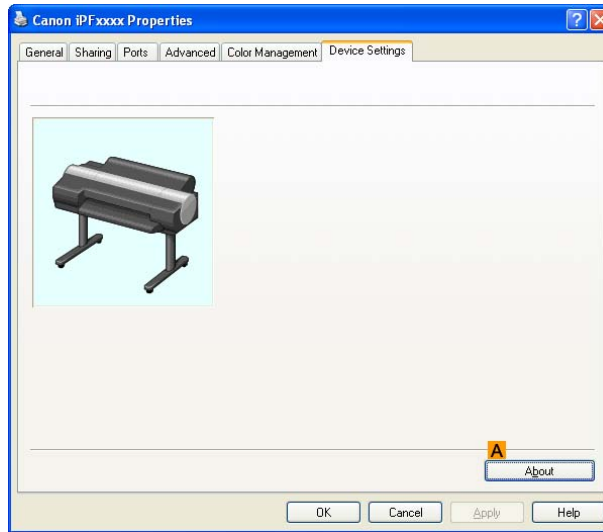 Canon iPFxxxx Properties
General Sharing Ports Advanced Color Management Device Settings
A
About
OK Cancel Apply Help